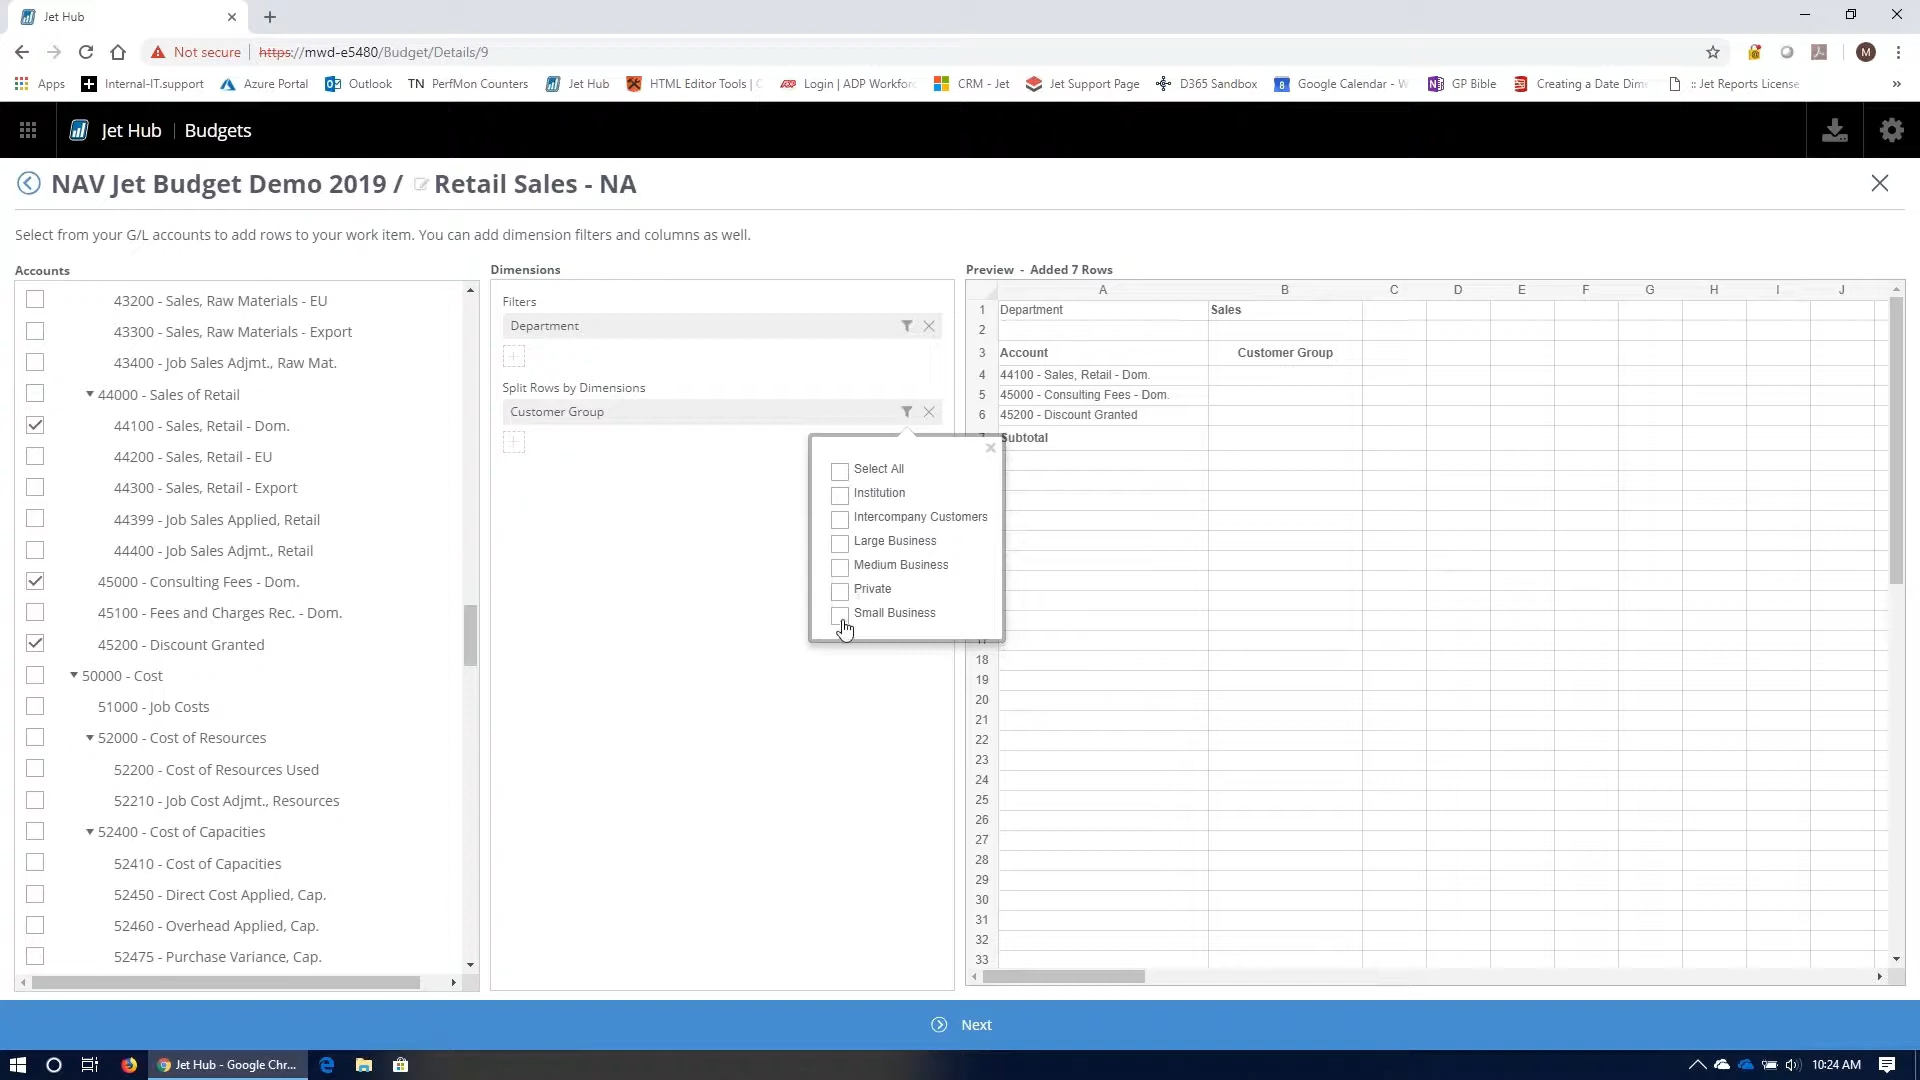 Jet Hub
Not secure https://mwd-e5480/Budget/Details/9
M
Apps Internal-IT.support Azure Portal Outlook TN PerfMon Counters Jet Hub HTML Editor Tools | C Login | ADP Workforc CRM - Jet Jet Support Page D365 Sandbox Google Calendar - W GP Bible Creating a Date Dime :: Jet Reports License
Jet Hub | Budgets
NAV Jet Budget Demo 2019 / Retail Sales - NA
Select from your G/L accounts to add rows to your work item. You can add dimension filters and columns as well.
Accounts
43200 - Sales, Raw Materials - EU
43300 - Sales, Raw Materials - Export
43400 - Job Sales Adjmt., Raw Mat.
44000 - Sales of Retail
44100 - Sales, Retail - Dom.
44200 - Sales, Retail - EU
44300 - Sales, Retail - Export
44399 - Job Sales Applied, Retail
44400 - Job Sales Adjmt., Retail
45000 - Consulting Fees - Dom.
45100 - Fees and Charges Rec. - Dom.
45200 - Discount Granted
50000 - Cost
51000 - Job Costs
52000 - Cost of Resources
52200 - Cost of Resources Used
52210 - Job Cost Adjmt., Resources
52400 - Cost of Capacities
52410 - Cost of Capacities
52450 - Direct Cost Applied, Cap.
52460 - Overhead Applied, Cap.
52475 - Purchase Variance, Cap.
Dimensions
Filters
Department
Split Rows by Dimensions
Customer Group
Select All
Institution
Intercompany Customers
Large Business
Medium Business
Private
Small Business
Preview - Added 7 Rows
A B C D E F G H I J
1 Department Sales
2
3 Account Customer Group
4 44100 - Sales, Retail - Dom.
5 45000 - Consulting Fees - Dom.
6 45200 - Discount Granted
Subtotal
18
19
20
21
22
23
24
25
26
27
28
29
30
31
32
33
Next
Jet Hub - Google Chr...
10:24 AM